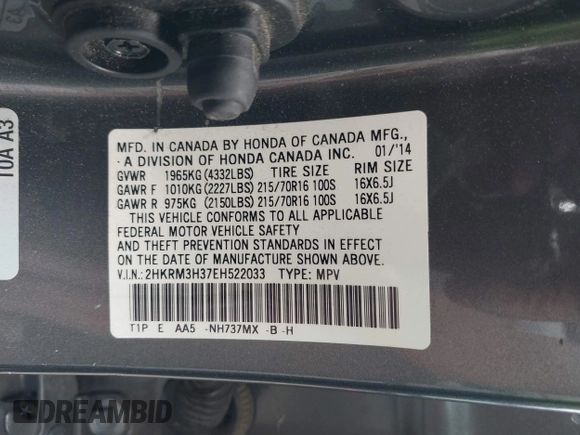 10A A3
MFD. IN CANADA BY HONDA OF CANADA MFG.,
A DIVISION OF HONDA CANADA INC. 01/'14
GVWR 1965KG(4332LBS) TIRE SIZE RIM SIZE
GAWR F 1010KG(2227LBS) 215/70R16 100S 16X6.5J
GAWR R 975KG(2150LBS) 215/70R16 100S 16X6.5J
THIS VEHICLE CONFORMS TO ALL APPLICABLE
FEDERAL MOTOR VEHICLE SAFETY
AND THEFT PREVENTION STANDARDS IN EFFECT
ON THE DATE OF MANUFACTURE SHOWN ABOVE.
V.I.N.: 2HKRM3H37EH522033 TYPE: MPV
T1P E AA5 -NH737MX -B -H
DREAMBID